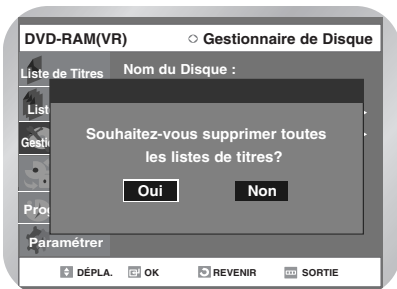 DVD-RAM(VR) Gestionnaire de Disque
Liste de Titres Nom du Disque :
Souhaitez-vous supprimer toutes
les listes de titres?
Oui Non
Paramétrer
DÉPLA. OK REVENIR SORTIE